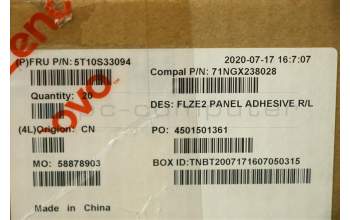 2020-07-17 16:7:07
(P)FRU P/N: 5T10S33094
Compal P/N: 71NGX238028
Quantity: 20
DES: FLZE2 PANEL ADHESIVE R/L
(4L)Origion: CN
PO: 4501501361
MO: 58878903
BOX ID:TNBT2007171607050315
Made in China